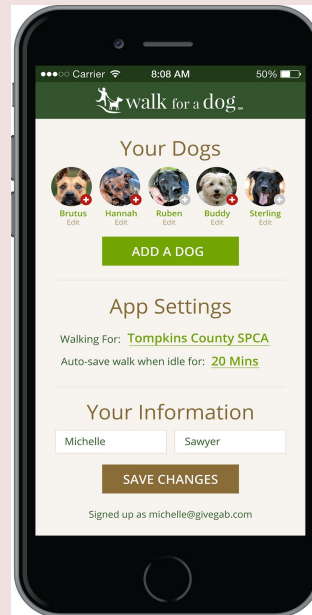 Carrier 8:08 AM 50%
walk for a dog
Your Dogs
Brutus Hannah Ruben Buddy Sterling
Edit Edit Edit Edit Edit
ADD A DOG
App Settings
Walking For: Tompkins County SPCA
Auto-save walk when idle for: 20 Mins
Your Information
Michelle Sawyer
SAVE CHANGES
Signed up as michelle@givegab.com